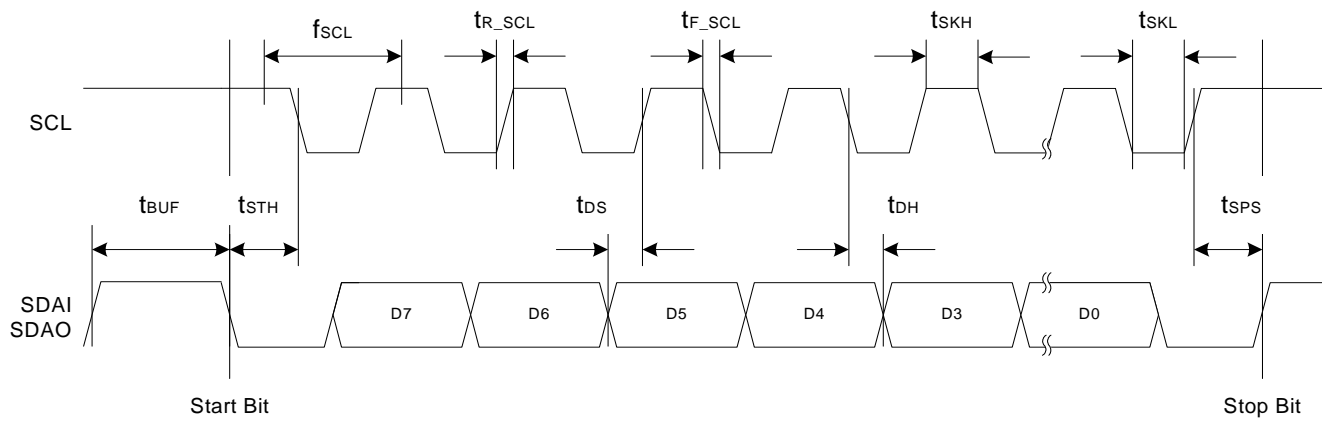 fSCL
tR_SCL
tF_SCL
tSKH
tSKL
SCL
tBUF
tSTH
tDS
tDH
tSPS
SDAI
SDAO
D7
D6
D5
D4
D3
D0
Start Bit
Stop Bit